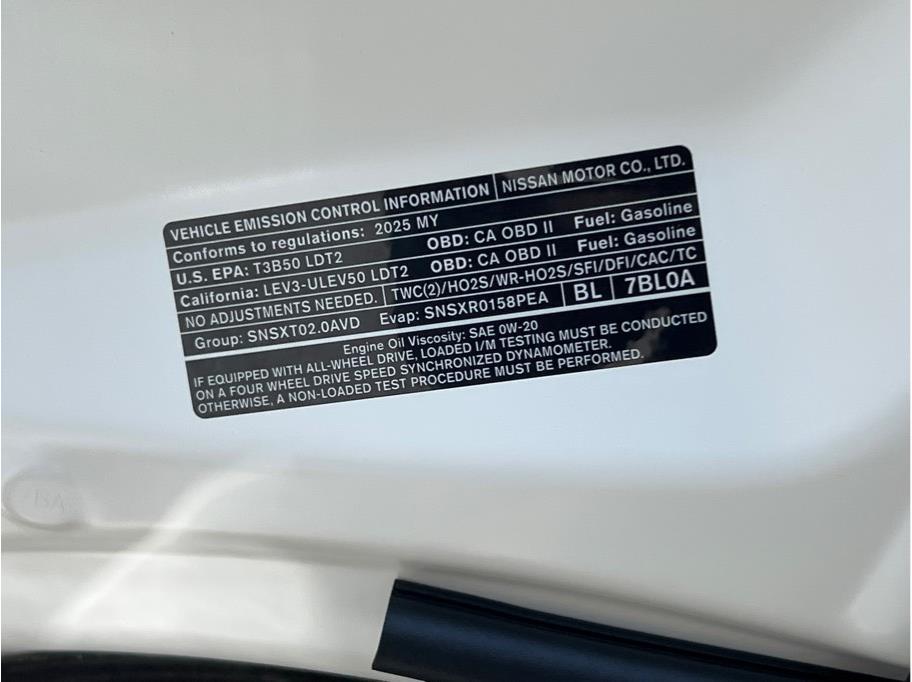 VEHICLE EMISSION CONTROL INFORMATION NISSAN MOTOR CO., LTD.
Conforms to regulations: 2025 MY
U.S. EPA: T3B50 LDT2 OBD: CA OBD II Fuel: Gasoline
California: LEV3-ULEV50 LDT2 OBD: CA OBD II Fuel: Gasoline
NO ADJUSTMENTS NEEDED. TWC(2)/HO2S/WR-HO2S/SFI/DFI/CAC/TC
Group: SNSXT02.0AVD Evap: SNSXR0158PEA BL 7BL0A
Engine Oil Viscosity: SAE 0W-20
IF EQUIPPED WITH ALL-WHEEL DRIVE, LOADED I/M TESTING MUST BE CONDUCTED
ON A FOUR WHEEL DRIVE SPEED SYNCHRONIZED DYNAMOMETER.
OTHERWISE, A NON-LOADED TEST PROCEDURE MUST BE PERFORMED.